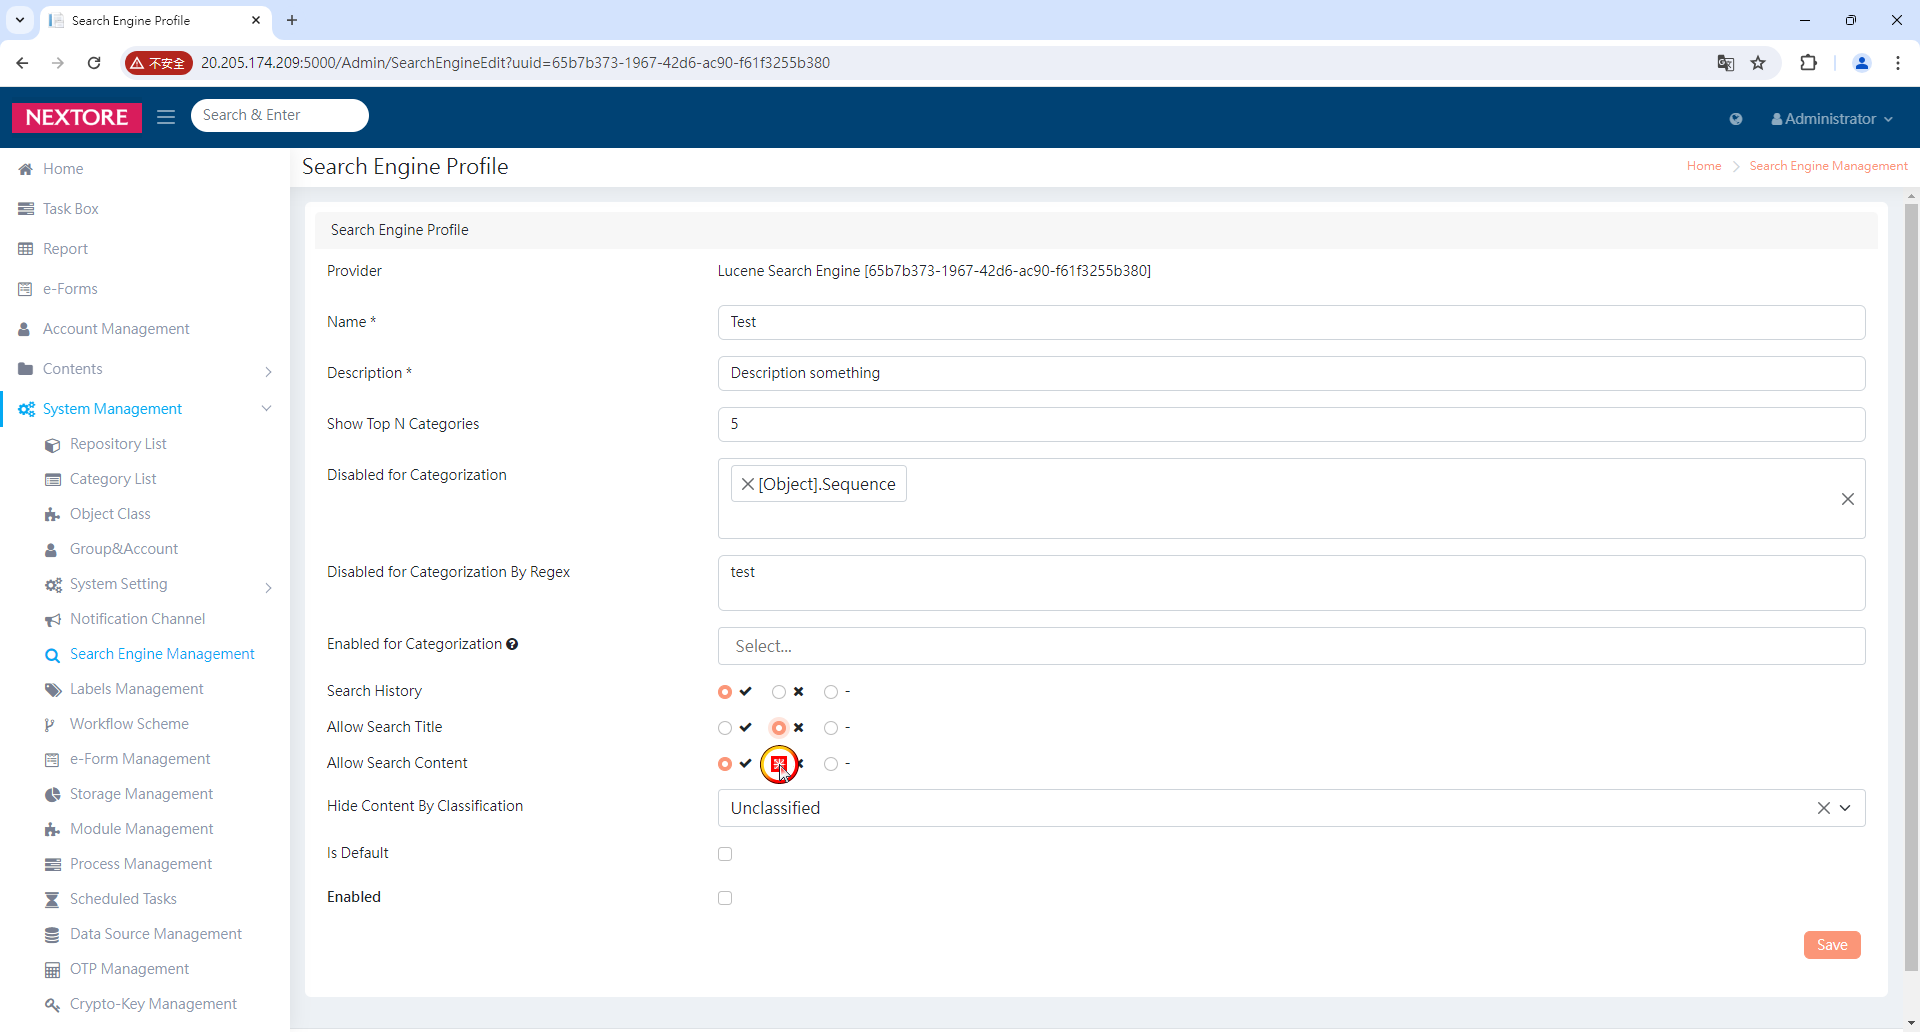 Search Engine Profile
不安全
20.205.174.209:5000/Admin/SearchEngineEdit?uuid=65b7b373-1967-42d6-ac90-f61f3255b380
NEXTORE
Search & Enter
Administrator
Home
Task Box
Report
e-Forms
Account Management
Contents
System Management
Repository List
Category List
Object Class
Group&Account
System Setting
Notification Channel
Search Engine Management
Labels Management
Workflow Scheme
e-Form Management
Storage Management
Module Management
Process Management
Scheduled Tasks
Data Source Management
OTP Management
Crypto-Key Management
Search Engine Profile
Home
Search Engine Management
Search Engine Profile
Provider
Lucene Search Engine [65b7b373-1967-42d6-ac90-f61f3255b380]
Name *
Test
Description *
Description something
Show Top N Categories
5
Disabled for Categorization
[Object].Sequence
Disabled for Categorization By Regex
test
Enabled for Categorization
Select...
Search History
-
Allow Search Title
-
Allow Search Content
-
Hide Content By Classification
Unclassified
Is Default
Enabled
Save